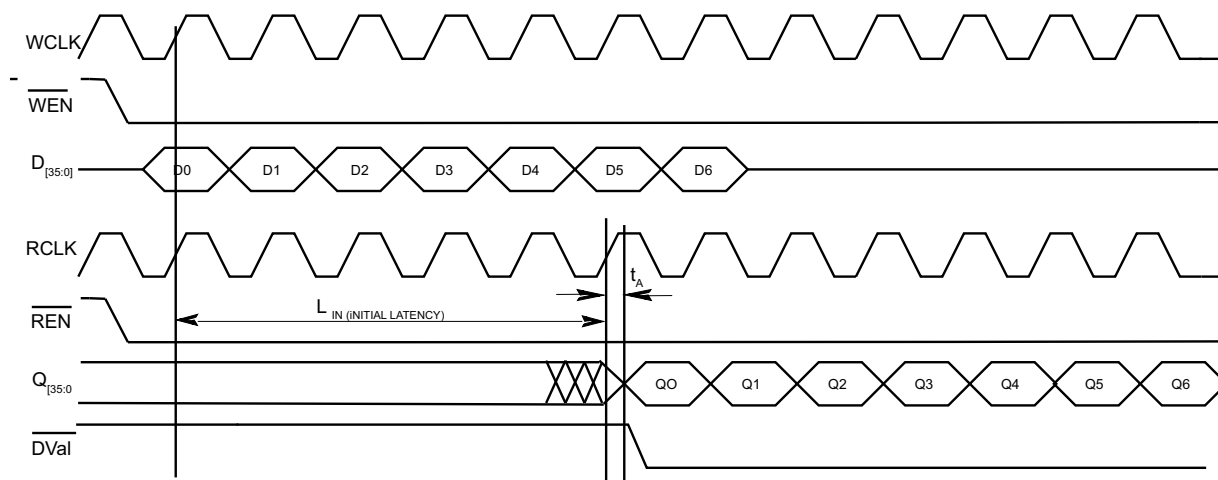 WCLK
WEN
D[35:0]
D0 D1 D2 D3 D4 D5 D6
RCLK
tA
REN
L IN (iNITIAL LATENCY)
Q[35:0
QO Q1 Q2 Q3 Q4 Q5 Q6
DVal